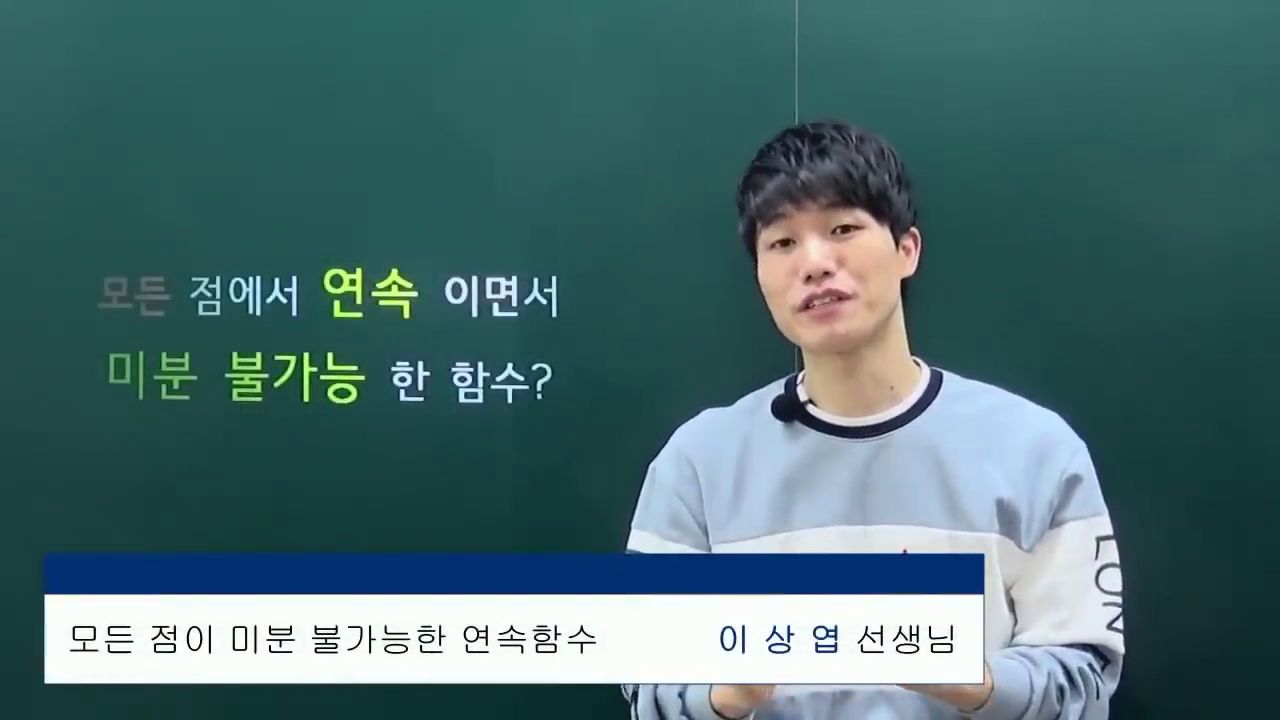 모든 점에서 연속 이면서
미분 불가능 한 함수?
LON
모든 점이 미분 불가능한 연속함수
이 상 엽 선생님